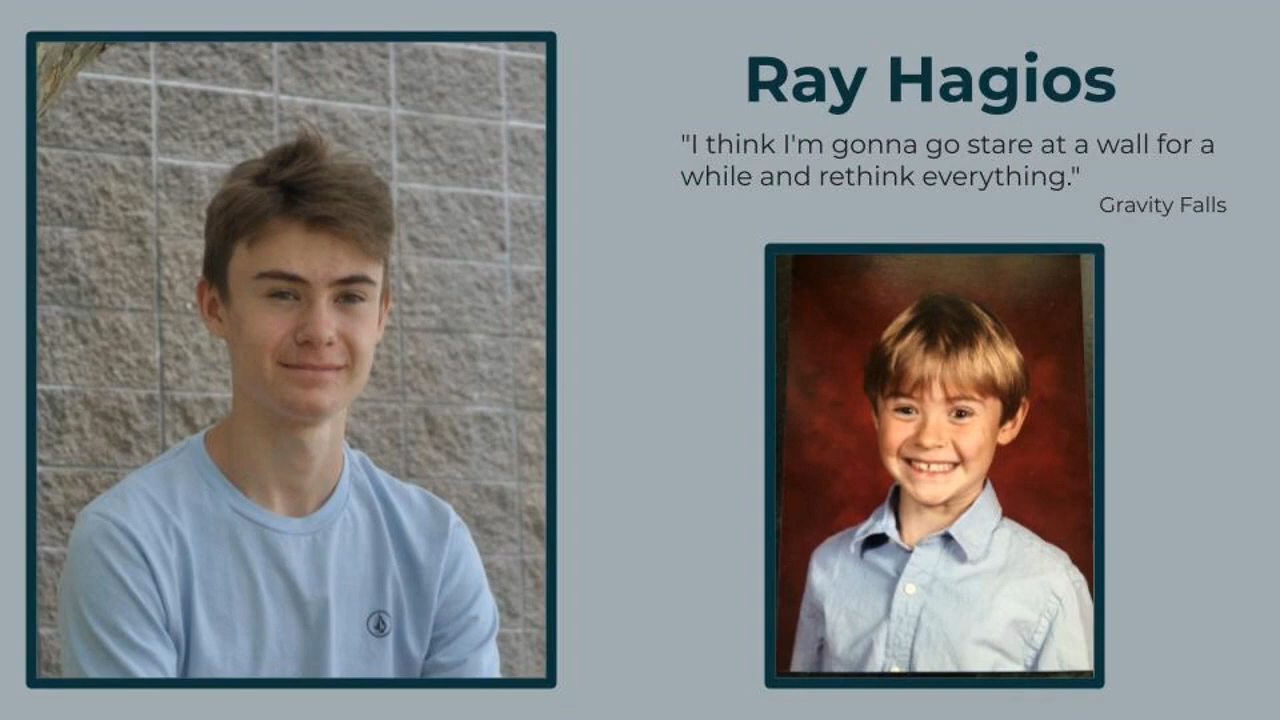 Ray Hagios
"I think I'm gonna go stare at a wall for a
while and rethink everything."
Gravity Falls